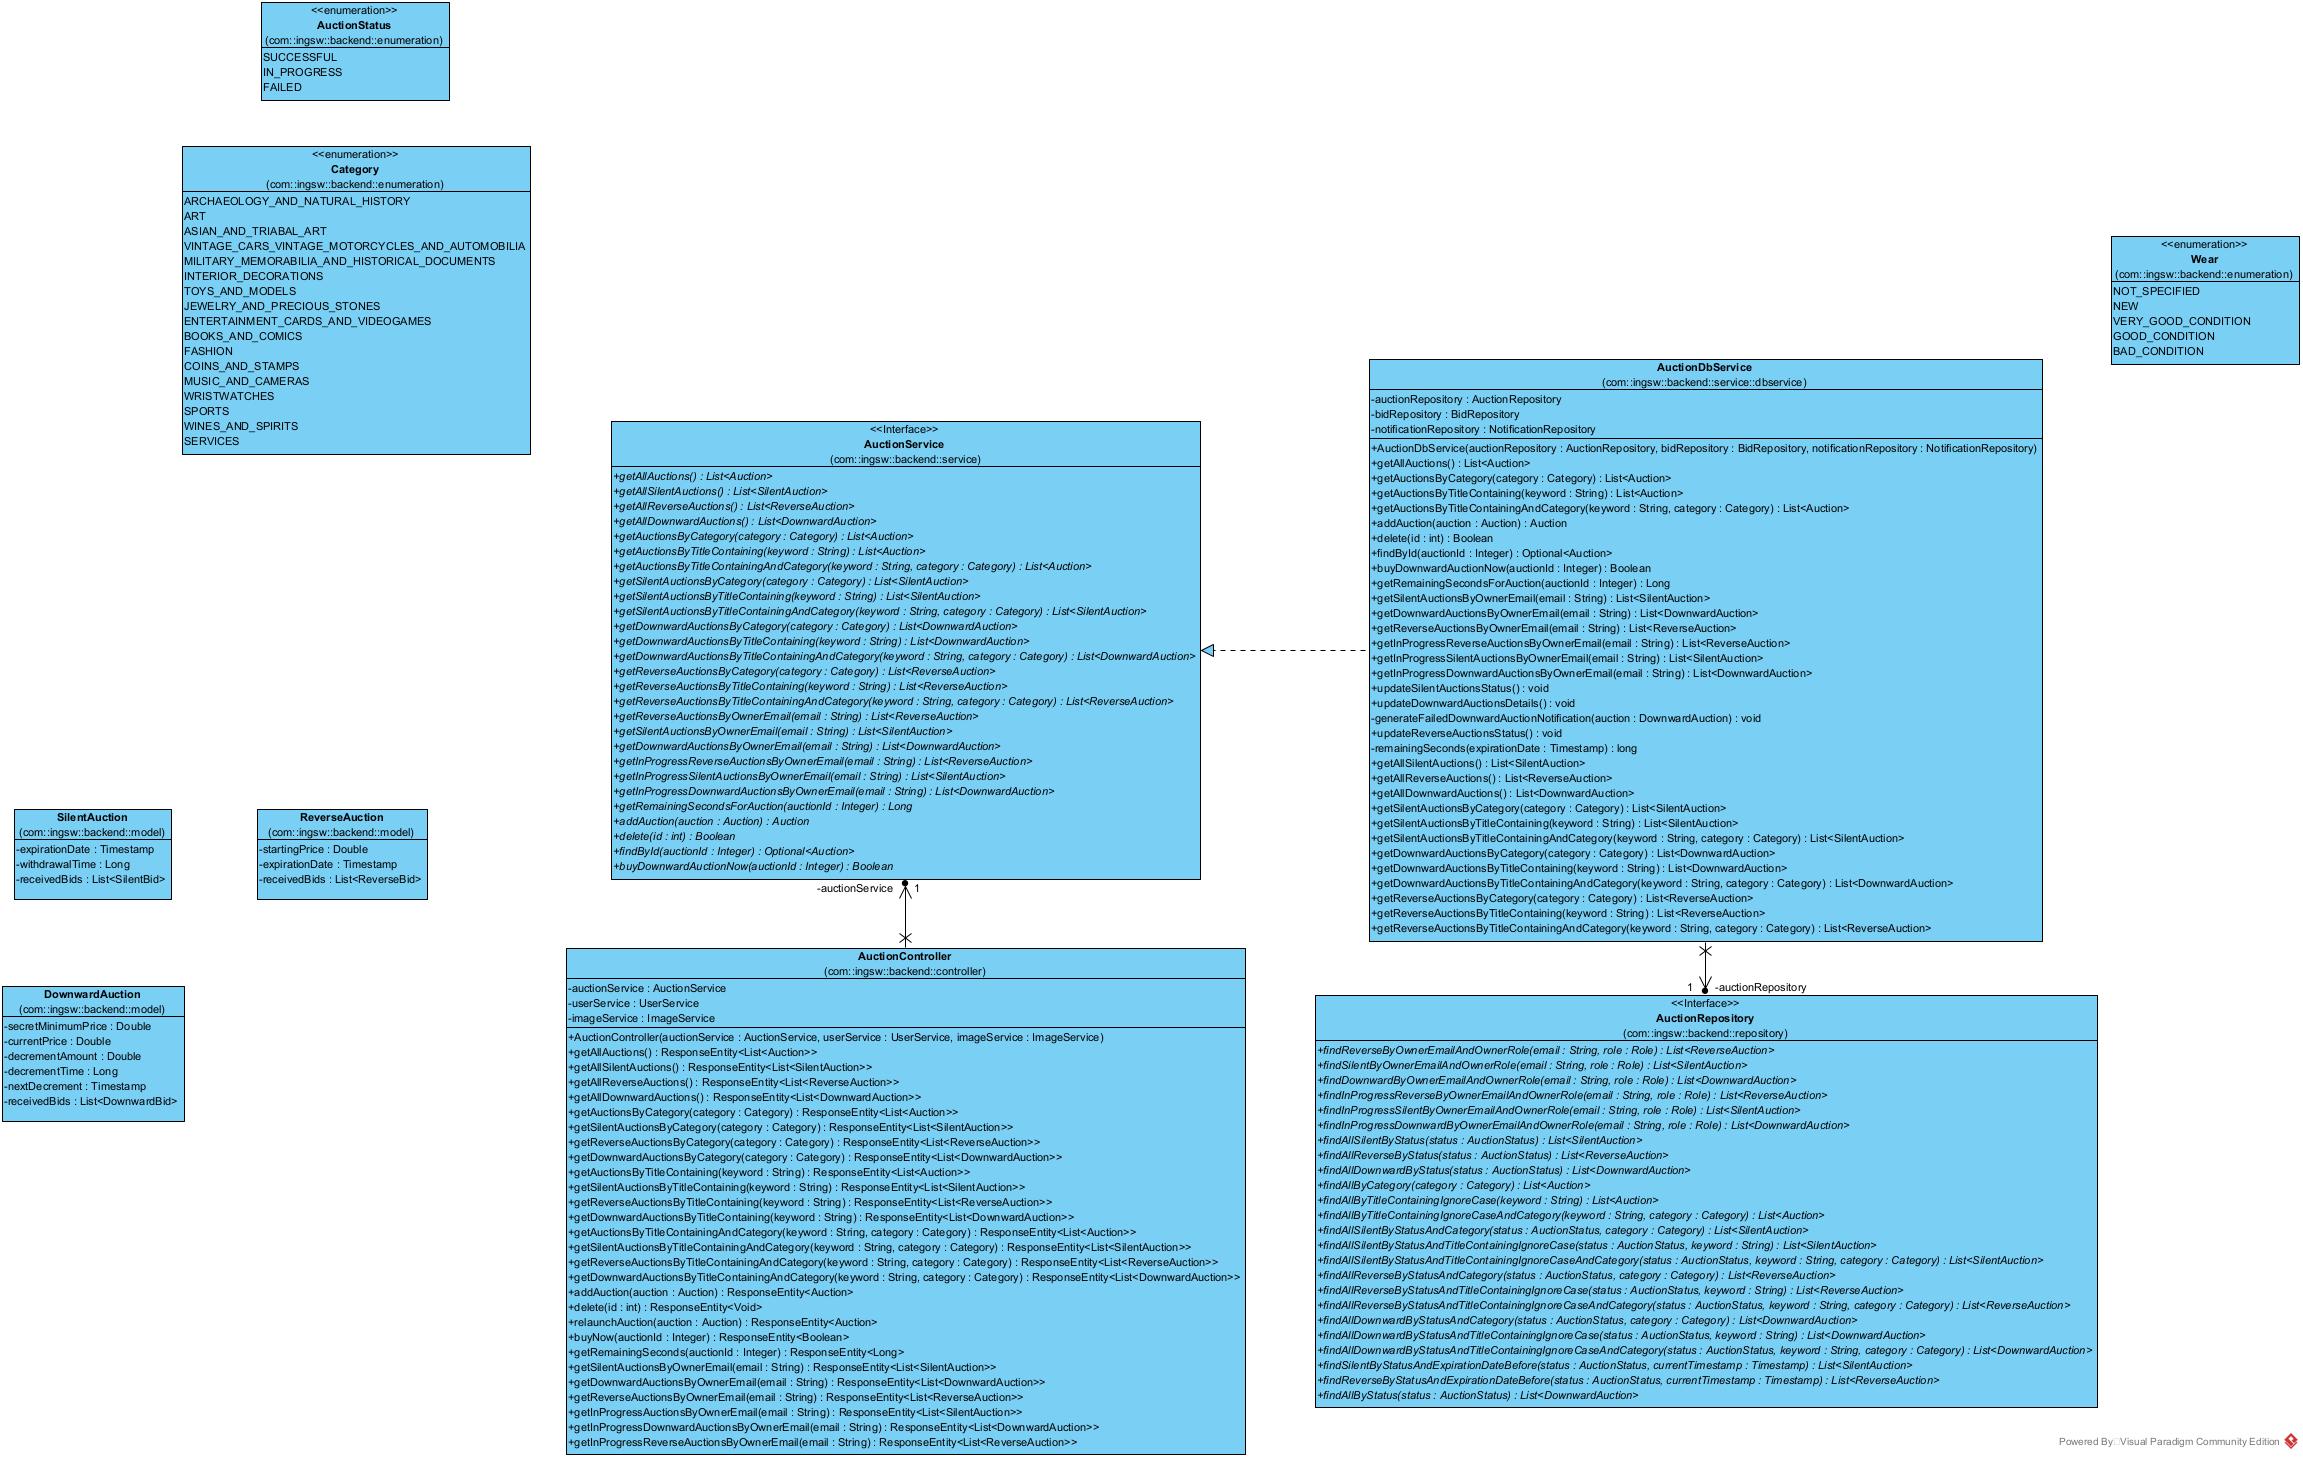 <<enumeration>>
AuctionStatus
(com::ingsw::backend::enumeration)
SUCCESSFUL
IN_PROGRESS
FAILED
<<enumeration>>
Category
(com::ingsw::backend::enumeration)
ARCHAEOLOGY_AND_NATURAL_HISTORY
ART
ASIAN_AND_TRIABAL_ART
VINTAGE_CARS_VINTAGE_MOTORCYCLES_AND_AUTOMOBILIA
MILITARY_MEMORABILIA_AND_HISTORICAL_DOCUMENTS
INTERIOR_DECORATIONS
TOYS_AND_MODELS
JEWELRY_AND_PRECIOUS_STONES
ENTERTAINMENT_CARDS_AND_VIDEOGAMES
BOOKS_AND_COMICS
FASHION
COINS_AND_STAMPS
MUSIC_AND_CAMERAS
WRISTWATCHES
SPORTS
WINES_AND_SPIRITS
SERVICES
<<enumeration>>
Wear
(com::ingsw::backend::enumeration)
NOT_SPECIFIED
NEW
VERY_GOOD_CONDITION
GOOD_CONDITION
BAD_CONDITION
<<Interface>>
AuctionService
(com::ingsw::backend::service)
+getAllAuctions() : List<Auction>
+getAllSilentAuctions() : List<SilentAuction>
+getAllReverseAuctions() : List<ReverseAuction>
+getAllDownwardAuctions() : List<DownwardAuction>
+getAuctionsByCategory(category : Category) : List<Auction>
+getAuctionsByTitleContaining(keyword : String) : List<Auction>
+getAuctionsByTitleContainingAndCategory(keyword : String, category : Category) : List<Auction>
+getSilentAuctionsByCategory(category : Category) : List<SilentAuction>
+getSilentAuctionsByTitleContaining(keyword : String) : List<SilentAuction>
+getSilentAuctionsByTitleContainingAndCategory(keyword : String, category : Category) : List<SilentAuction>
+getDownwardAuctionsByCategory(category : Category) : List<DownwardAuction>
+getDownwardAuctionsByTitleContaining(keyword : String) : List<DownwardAuction>
+getDownwardAuctionsByTitleContainingAndCategory(keyword : String, category : Category) : List<DownwardAuction>
+getReverseAuctionsByCategory(category : Category) : List<ReverseAuction>
+getReverseAuctionsByTitleContaining(keyword : String) : List<ReverseAuction>
+getReverseAuctionsByTitleContainingAndCategory(keyword : String, category : Category) : List<ReverseAuction>
+getReverseAuctionsByOwnerEmail(email : String) : List<ReverseAuction>
+getSilentAuctionsByOwnerEmail(email : String) : List<SilentAuction>
+getDownwardAuctionsByOwnerEmail(email : String) : List<DownwardAuction>
+getInProgressReverseAuctionsByOwnerEmail(email : String) : List<ReverseAuction>
+getInProgressSilentAuctionsByOwnerEmail(email : String) : List<SilentAuction>
+getInProgressDownwardAuctionsByOwnerEmail(email : String) : List<DownwardAuction>
+getRemainingSecondsForAuction(auctionId : Integer) : Long
+addAuction(auction : Auction) : Auction
+delete(id : int) : Boolean
+findById(auctionId : Integer) : Optional<Auction>
+buyDownwardAuctionNow(auctionId : Integer) : Boolean
AuctionDbService
(com::ingsw::backend::service::dbservice)
-auctionRepository : AuctionRepository
-bidRepository : BidRepository
-notificationRepository : NotificationRepository
+AuctionDbService(auctionRepository : AuctionRepository, bidRepository : BidRepository, notificationRepository : NotificationRepository)
+getAllAuctions() : List<Auction>
+getAuctionsByCategory(category : Category) : List<Auction>
+getAuctionsByTitleContaining(keyword : String) : List<Auction>
+getAuctionsByTitleContainingAndCategory(keyword : String, category : Category) : List<Auction>
+addAuction(auction : Auction) : Auction
+delete(id : int) : Boolean
+findById(auctionId : Integer) : Optional<Auction>
+buyDownwardAuctionNow(auctionId : Integer) : Boolean
+getRemainingSecondsForAuction(auctionId : Integer) : Long
+getSilentAuctionsByOwnerEmail(email : String) : List<SilentAuction>
+getDownwardAuctionsByOwnerEmail(email : String) : List<DownwardAuction>
+getReverseAuctionsByOwnerEmail(email : String) : List<ReverseAuction>
+getInProgressReverseAuctionsByOwnerEmail(email : String) : List<ReverseAuction>
+getInProgressSilentAuctionsByOwnerEmail(email : String) : List<SilentAuction>
+getInProgressDownwardAuctionsByOwnerEmail(email : String) : List<DownwardAuction>
+updateSilentAuctionsStatus() : void
+updateDownwardAuctionsDetails() : void
-generateFailedDownwardAuctionNotification(auction : DownwardAuction) : void
+updateReverseAuctionsStatus() : void
-remainingSeconds(expirationDate : Timestamp) : long
+getAllSilentAuctions() : List<SilentAuction>
+getAllReverseAuctions() : List<ReverseAuction>
+getAllDownwardAuctions() : List<DownwardAuction>
+getSilentAuctionsByCategory(category : Category) : List<SilentAuction>
+getSilentAuctionsByTitleContaining(keyword : String) : List<SilentAuction>
+getSilentAuctionsByTitleContainingAndCategory(keyword : String, category : Category) : List<SilentAuction>
+getDownwardAuctionsByCategory(category : Category) : List<DownwardAuction>
+getDownwardAuctionsByTitleContaining(keyword : String) : List<DownwardAuction>
+getDownwardAuctionsByTitleContainingAndCategory(keyword : String, category : Category) : List<DownwardAuction>
+getReverseAuctionsByCategory(category : Category) : List<ReverseAuction>
+getReverseAuctionsByTitleContaining(keyword : String) : List<ReverseAuction>
+getReverseAuctionsByTitleContainingAndCategory(keyword : String, category : Category) : List<ReverseAuction>
SilentAuction
(com::ingsw::backend::model)
-expirationDate : Timestamp
-withdrawalTime : Long
-receivedBids : List<SilentBid>
ReverseAuction
(com::ingsw::backend::model)
-startingPrice : Double
-expirationDate : Timestamp
-receivedBids : List<ReverseBid>
DownwardAuction
(com::ingsw::backend::model)
-secretMinimumPrice : Double
-currentPrice : Double
-decrementAmount : Double
-decrementTime : Long
-nextDecrement : Timestamp
-receivedBids : List<DownwardBid>
-auctionService 1
AuctionController
(com::ingsw::backend::controller)
-auctionService : AuctionService
-userService : UserService
-imageService : ImageService
+AuctionController(auctionService : AuctionService, userService : UserService, imageService : ImageService)
+getAllAuctions() : ResponseEntity<List<Auction>>
+getAllSilentAuctions() : ResponseEntity<List<SilentAuction>>
+getAllReverseAuctions() : ResponseEntity<List<ReverseAuction>>
+getAllDownwardAuctions() : ResponseEntity<List<DownwardAuction>>
+getAuctionsByCategory(category : Category) : ResponseEntity<List<Auction>>
+getSilentAuctionsByCategory(category : Category) : ResponseEntity<List<SilentAuction>>
+getReverseAuctionsByCategory(category : Category) : ResponseEntity<List<ReverseAuction>>
+getDownwardAuctionsByCategory(category : Category) : ResponseEntity<List<DownwardAuction>>
+getAuctionsByTitleContaining(keyword : String) : ResponseEntity<List<Auction>>
+getSilentAuctionsByTitleContaining(keyword : String) : ResponseEntity<List<SilentAuction>>
+getReverseAuctionsByTitleContaining(keyword : String) : ResponseEntity<List<ReverseAuction>>
+getDownwardAuctionsByTitleContaining(keyword : String) : ResponseEntity<List<DownwardAuction>>
+getAuctionsByTitleContainingAndCategory(keyword : String, category : Category) : ResponseEntity<List<Auction>>
+getSilentAuctionsByTitleContainingAndCategory(keyword : String, category : Category) : ResponseEntity<List<SilentAuction>>
+getReverseAuctionsByTitleContainingAndCategory(keyword : String, category : Category) : ResponseEntity<List<ReverseAuction>>
+getDownwardAuctionsByTitleContainingAndCategory(keyword : String, category : Category) : ResponseEntity<List<DownwardAuction>>
+addAuction(auction : Auction) : ResponseEntity<Auction>
+delete(id : int) : ResponseEntity<Void>
+relaunchAuction(auction : Auction) : ResponseEntity<Auction>
+buyNow(auctionId : Integer) : ResponseEntity<Boolean>
+getRemainingSeconds(auctionId : Integer) : ResponseEntity<Long>
+getSilentAuctionsByOwnerEmail(email : String) : ResponseEntity<List<SilentAuction>>
+getDownwardAuctionsByOwnerEmail(email : String) : ResponseEntity<List<DownwardAuction>>
+getReverseAuctionsByOwnerEmail(email : String) : ResponseEntity<List<ReverseAuction>>
+getInProgressAuctionsByOwnerEmail(email : String) : ResponseEntity<List<SilentAuction>>
+getInProgressDownwardAuctionsByOwnerEmail(email : String) : ResponseEntity<List<DownwardAuction>>
+getInProgressReverseAuctionsByOwnerEmail(email : String) : ResponseEntity<List<ReverseAuction>>
1 -auctionRepository
<<Interface>>
AuctionRepository
(com::ingsw::backend::repository)
+findReverseByOwnerEmailAndOwnerRole(email : String, role : Role) : List<ReverseAuction>
+findSilentByOwnerEmailAndOwnerRole(email : String, role : Role) : List<SilentAuction>
+findDownwardByOwnerEmailAndOwnerRole(email : String, role : Role) : List<DownwardAuction>
+findInProgressReverseByOwnerEmailAndOwnerRole(email : String, role : Role) : List<ReverseAuction>
+findInProgressSilentByOwnerEmailAndOwnerRole(email : String, role : Role) : List<SilentAuction>
+findInProgressDownwardByOwnerEmailAndOwnerRole(email : String, role : Role) : List<DownwardAuction>
+findAllSilentByStatus(status : AuctionStatus) : List<SilentAuction>
+findAllReverseByStatus(status : AuctionStatus) : List<ReverseAuction>
+findAllDownwardByStatus(status : AuctionStatus) : List<DownwardAuction>
+findAllByCategory(category : Category) : List<Auction>
+findAllByTitleContainingIgnoreCase(keyword : String) : List<Auction>
+findAllByTitleContainingIgnoreCaseAndCategory(keyword : String, category : Category) : List<Auction>
+findAllSilentByStatusAndCategory(status : AuctionStatus, category : Category) : List<SilentAuction>
+findAllSilentByStatusAndTitleContainingIgnoreCase(status : AuctionStatus, keyword : String) : List<SilentAuction>
+findAllSilentByStatusAndTitleContainingIgnoreCaseAndCategory(status : AuctionStatus, keyword : String, category : Category) : List<SilentAuction>
+findAllReverseByStatusAndCategory(status : AuctionStatus, category : Category) : List<ReverseAuction>
+findAllReverseByStatusAndTitleContainingIgnoreCase(status : AuctionStatus, keyword : String) : List<ReverseAuction>
+findAllReverseByStatusAndTitleContainingIgnoreCaseAndCategory(status : AuctionStatus, keyword : String, category : Category) : List<ReverseAuction>
+findAllDownwardByStatusAndCategory(status : AuctionStatus, category : Category) : List<DownwardAuction>
+findAllDownwardByStatusAndTitleContainingIgnoreCase(status : AuctionStatus, keyword : String) : List<DownwardAuction>
+findAllDownwardByStatusAndTitleContainingIgnoreCaseAndCategory(status : AuctionStatus, keyword : String, category : Category) : List<DownwardAuction>
+findSilentByStatusAndExpirationDateBefore(status : AuctionStatus, currentTimestamp : Timestamp) : List<SilentAuction>
+findReverseByStatusAndExpirationDateBefore(status : AuctionStatus, currentTimestamp : Timestamp) : List<ReverseAuction>
+findAllByStatus(status : AuctionStatus) : List<DownwardAuction>
Powered By Visual Paradigm Community Edition